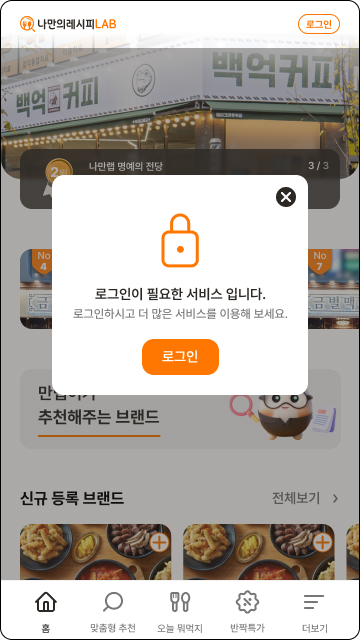 나만의레시피LAB
로그인
백억커피
백억커피
2
나만랩 명예의 전당
3 / 3
No
4
No
7
로그인이 필요한 서비스 입니다.
로그인하시고 더 많은 서비스를 이용해 보세요.
로그인
추천해주는 브랜드
신규 등록 브랜드
전체보기
홈
맞춤형 추천
오늘 뭐먹지
반짝특가
더보기